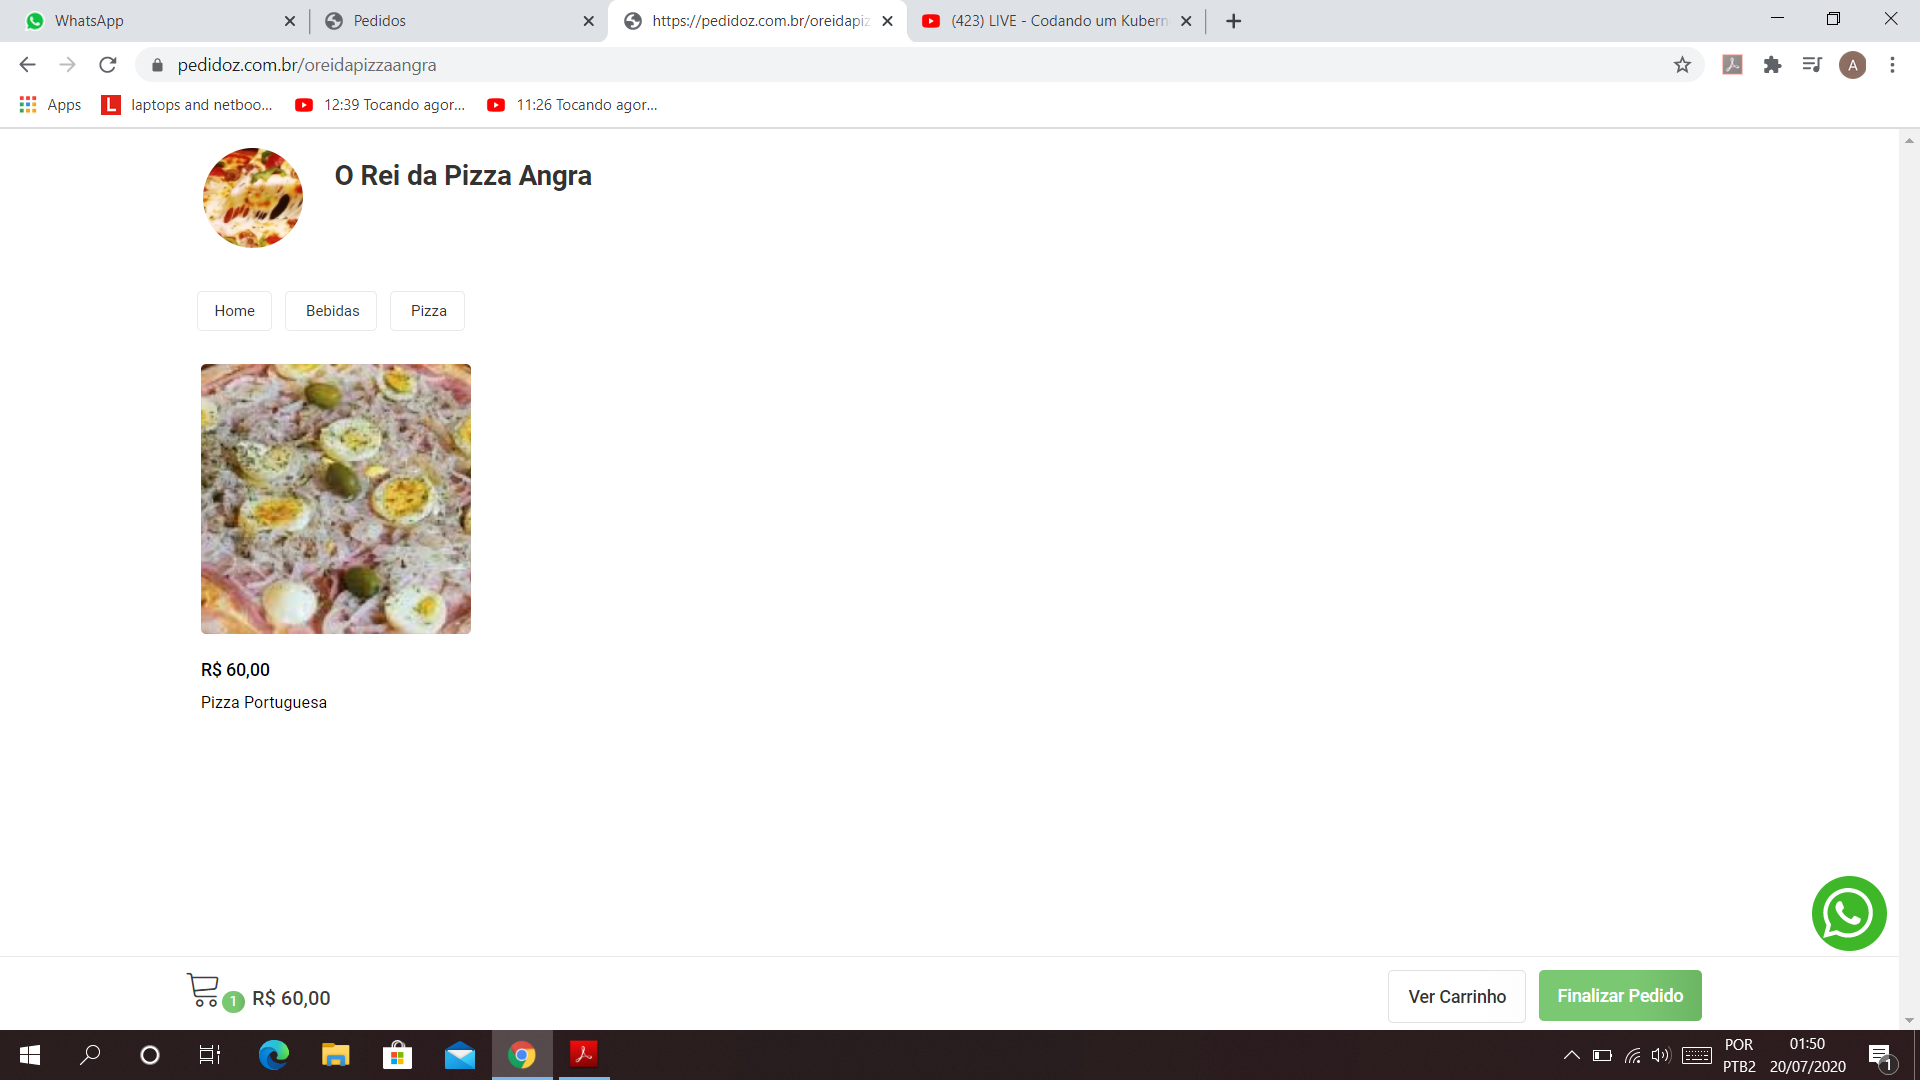 WhatsApp
Pedidos
https://pedidoz.com.br/oreidapiz
(423) LIVE - Codando um Kubern
pedidoz.com.br/oreidapizzaangra
A
Apps
L laptops and netboo...
12:39 Tocando agor...
11:26 Tocando agor...
O Rei da Pizza Angra
Home
Bebidas
Pizza
R$ 60,00
Pizza Portuguesa
1 R$ 60,00
Ver Carrinho
Finalizar Pedido
POR
PTB2
01:50
20/07/2020
1